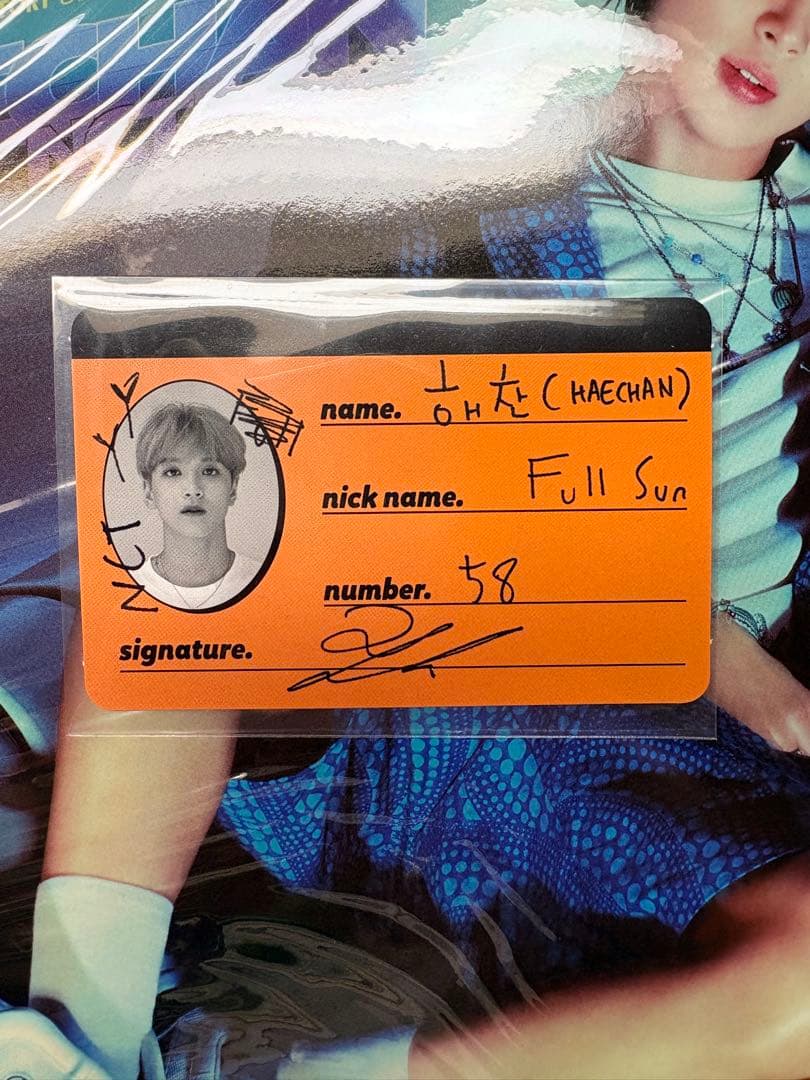 NCT
name. 해찬 (HAECHAN)
nick name. Full Sun
number. 58
signature.